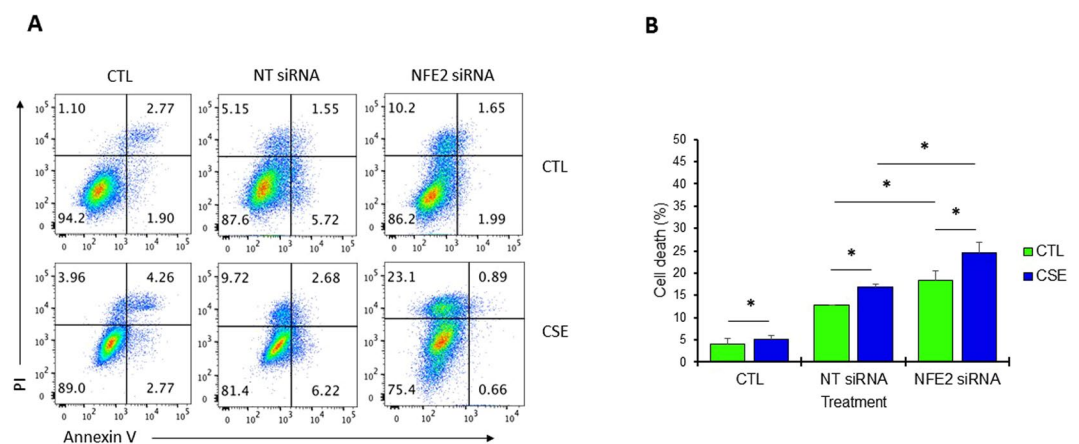 A
B
CTL
NT siRNA
NFE2 siRNA
10⁵ 1.10 2.77
10⁵ 5.15 1.55
10⁵ 10.2 1.65
10⁴
10⁴
10⁴
CTL
10³
10³
10³
10²
10²
10²
94.2 1.90
87.6 5.72
86.2 1.99
0
0
0
0 10² 10³ 10⁴ 10⁵
0 10² 10³ 10⁴ 10⁵
0 10² 10³ 10⁴ 10⁵
10⁵ 3.96 4.26
10⁵ 9.72 2.68
10⁵ 23.1 0.89
10⁴
10⁴
10⁴
CSE
10³
10³
10³
10²
10²
10²
89.0 2.77
81.4 6.22
75.4 0.66
0
0
0
0 10² 10³ 10⁴ 10⁵
0 10² 10³ 10⁴ 10⁵
0 10² 10³ 10⁴ 10⁵
PI
Annexin V
Cell death (%)
50
45
40
35
30
25
20
15
10
5
0
*
*
*
*
*
CTL
NT siRNA
NFE2 siRNA
Treatment
CTL
CSE